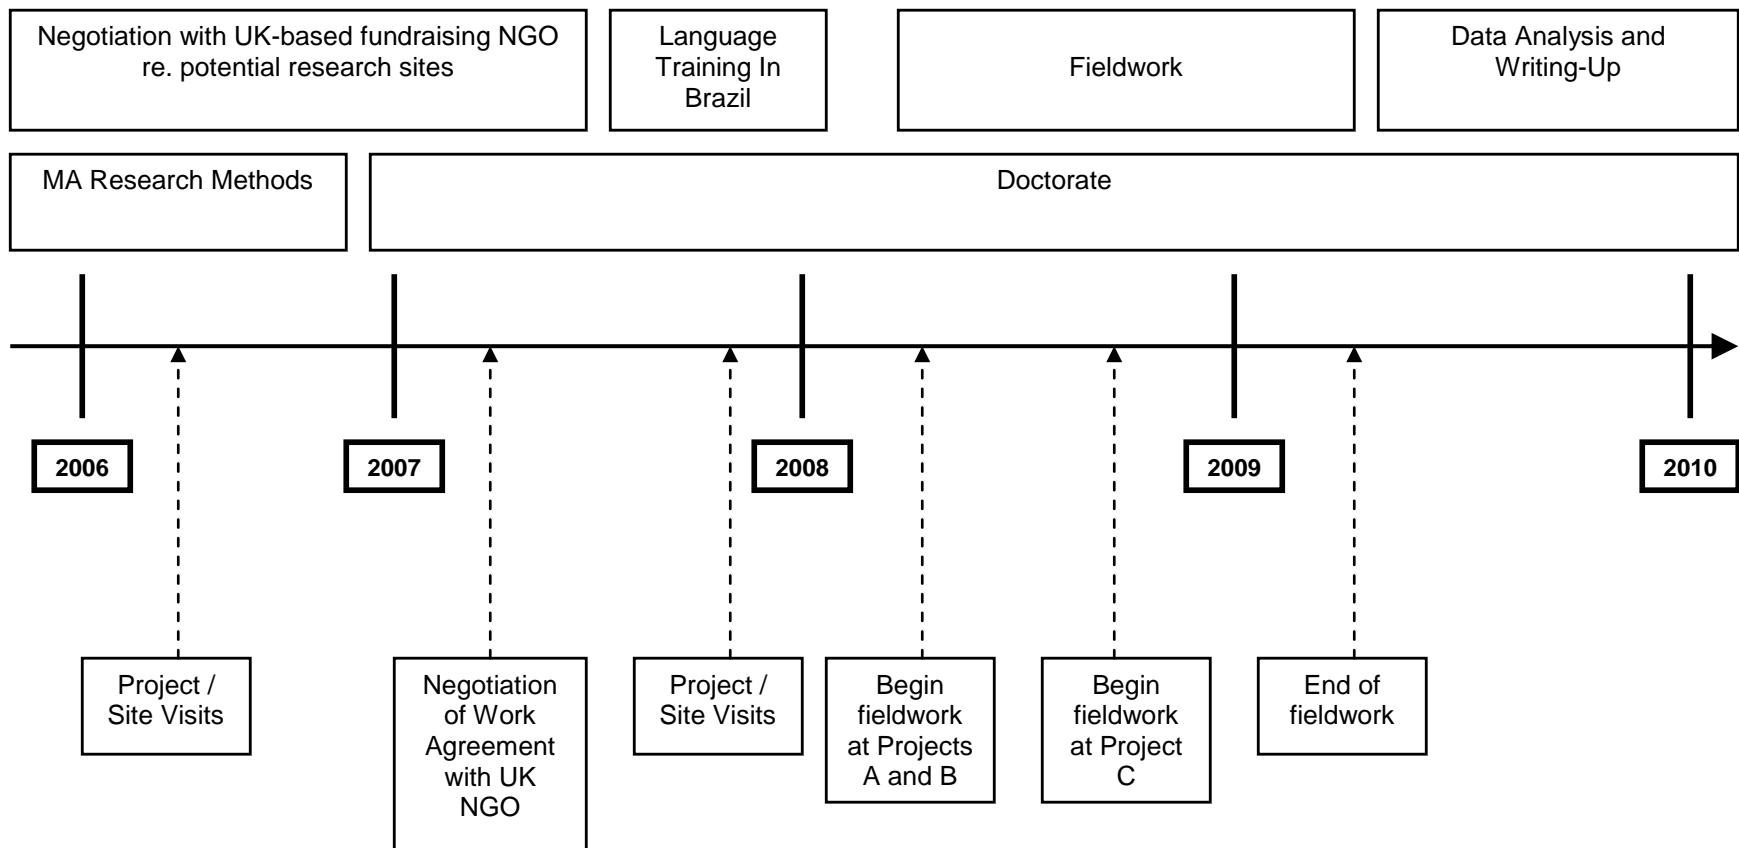 Negotiation with UK-based fundraising NGO
re. potential research sites
Language
Training In
Brazil
Fieldwork
Data Analysis and
Writing-Up
MA Research Methods
Doctorate
2006
2007
2008
2009
2010
Project /
Site Visits
Negotiation
of Work
Agreement
with UK
NGO
Project /
Site Visits
Begin
fieldwork
at Projects
A and B
Begin
fieldwork
at Project
C
End of
fieldwork